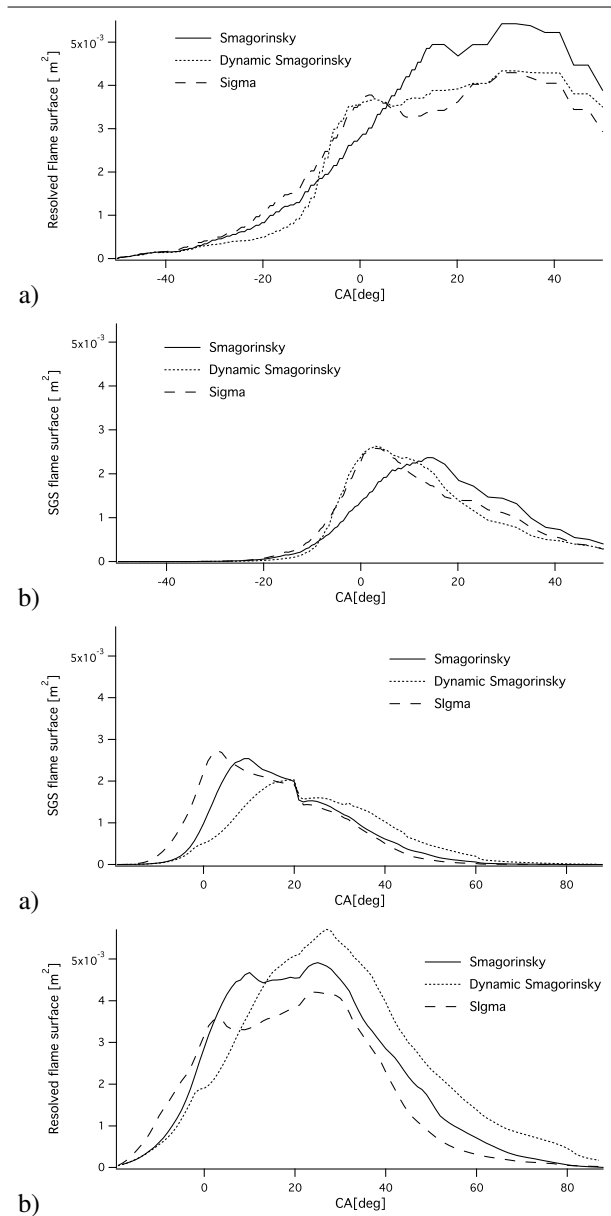 Resolved Flame surface [ m²]
5x10⁻³
4
3
2
1
0
Smagorinsky
Dynamic Smagorinsky
Sigma
-40
-20
0
20
40
CA[deg]
a)
SGS flame surface [ m²]
5x10⁻³
4
3
2
1
0
Smagorinsky
Dynamic Smagorinsky
Sigma
-40
-20
0
20
40
CA[deg]
b)
SGS flame surface [m²]
5x10⁻³
4
3
2
1
0
Smagorinsky
Dynamic Smagorinsky
SIgma
0
20
40
60
80
CA[deg]
a)
Resolved flame surface [m²]
5x10⁻³
4
3
2
1
0
Smagorinsky
Dynamic Smagorinsky
SIgma
0
20
40
60
80
CA[deg]
b)